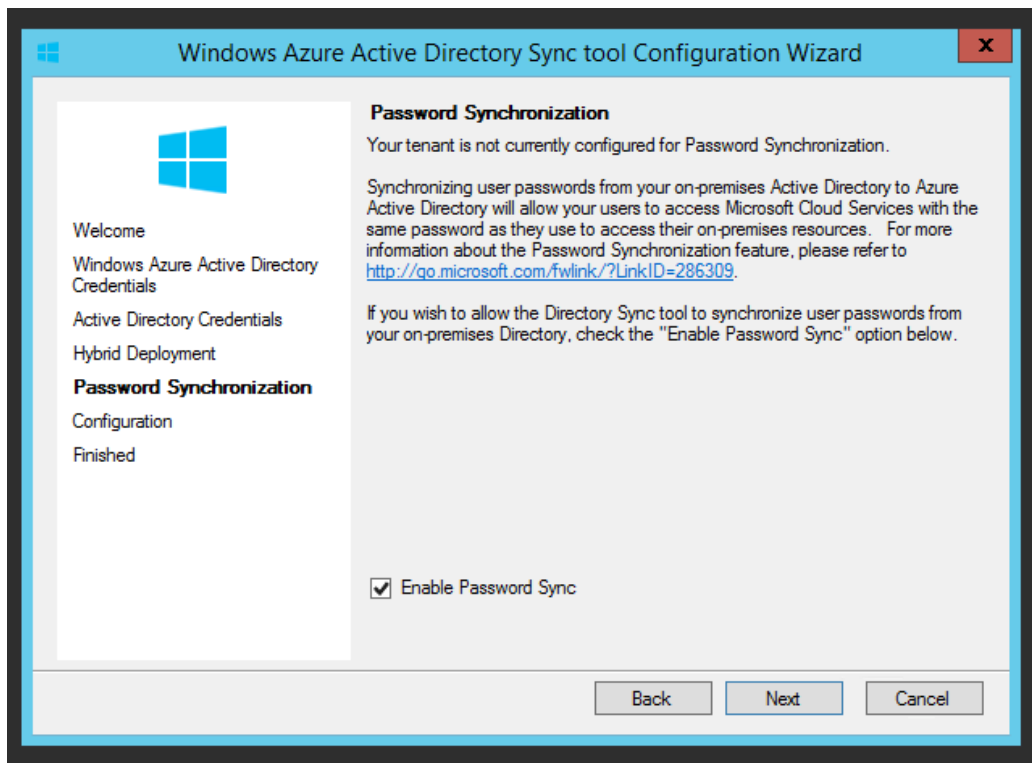 Windows Azure Active Directory Sync tool Configuration Wizard
x
Welcome
Windows Azure Active Directory
Credentials
Active Directory Credentials
Hybrid Deployment
Password Synchronization
Configuration
Finished
Password Synchronization
Your tenant is not currently configured for Password Synchronization.
Synchronizing user passwords from your on-premises Active Directory to Azure
Active Directory will allow your users to access Microsoft Cloud Services with the
same password as they use to access their on-premises resources. For more
information about the Password Synchronization feature, please refer to
http://go.microsoft.com/fwlink/?LinkID=286309.
If you wish to allow the Directory Sync tool to synchronize user passwords from
your on-premises Directory, check the "Enable Password Sync" option below.
Enable Password Sync
Back
Next
Cancel